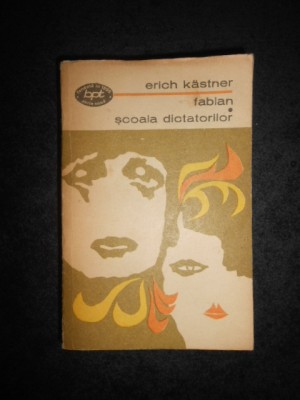 bpt
erich kästner
fabian
•
școala dictatorilor